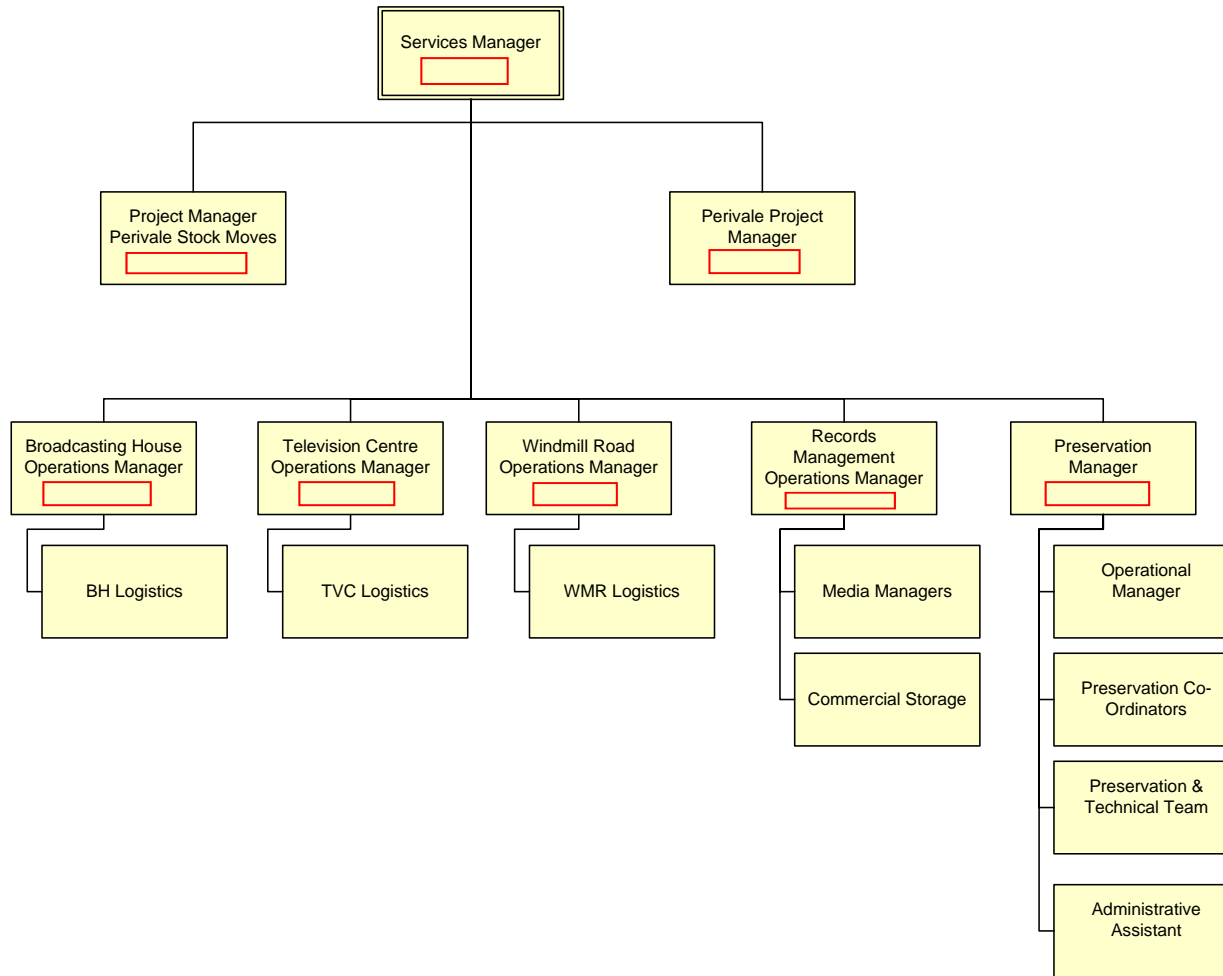 Services Manager
Project Manager
Perivale Stock Moves
Perivale Project
Manager
Broadcasting House
Operations Manager
Television Centre
Operations Manager
Windmill Road
Operations Manager
Records
Management
Operations Manager
Preservation
Manager
BH Logistics
TVC Logistics
WMR Logistics
Media Managers
Operational
Manager
Commercial Storage
Preservation Co-
Ordinators
Preservation &
Technical Team
Administrative
Assistant